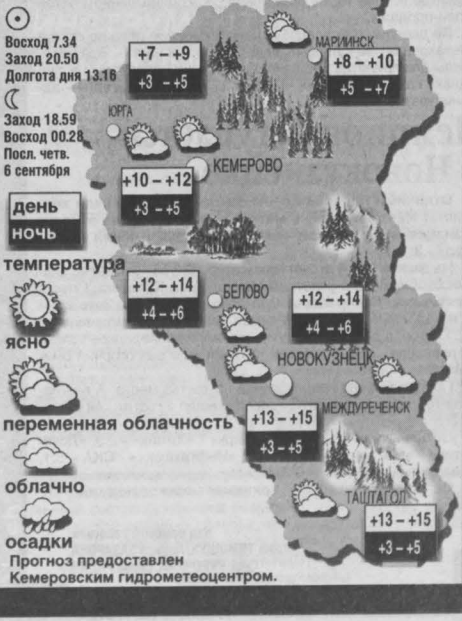 Восход 7.34
Заход 20.50
Долгота дня 13.16
Заход 18.59
Восход 00.28
Посл. четв.
6 сентября
день
ночь
температура
ясно
переменная облачность
облачно
осадки
Прогноз предоставлен
Кемеровским гидрометеоцентром.
+7 – +9
+3 – +5
МАРИИНСК
+8 – +10
+5 – +7
ЮРГА
КЕМЕРОВО
+10 – +12
+3 – +5
+12 – +14
+4 – +6
БЕЛОВО
+12 – +14
+4 – +6
НОВОКУЗНЕЦК
МЕЖДУРЕЧЕНСК
+13 – +15
+3 – +5
ТАШТАГОЛ
+13 – +15
+3 – +5